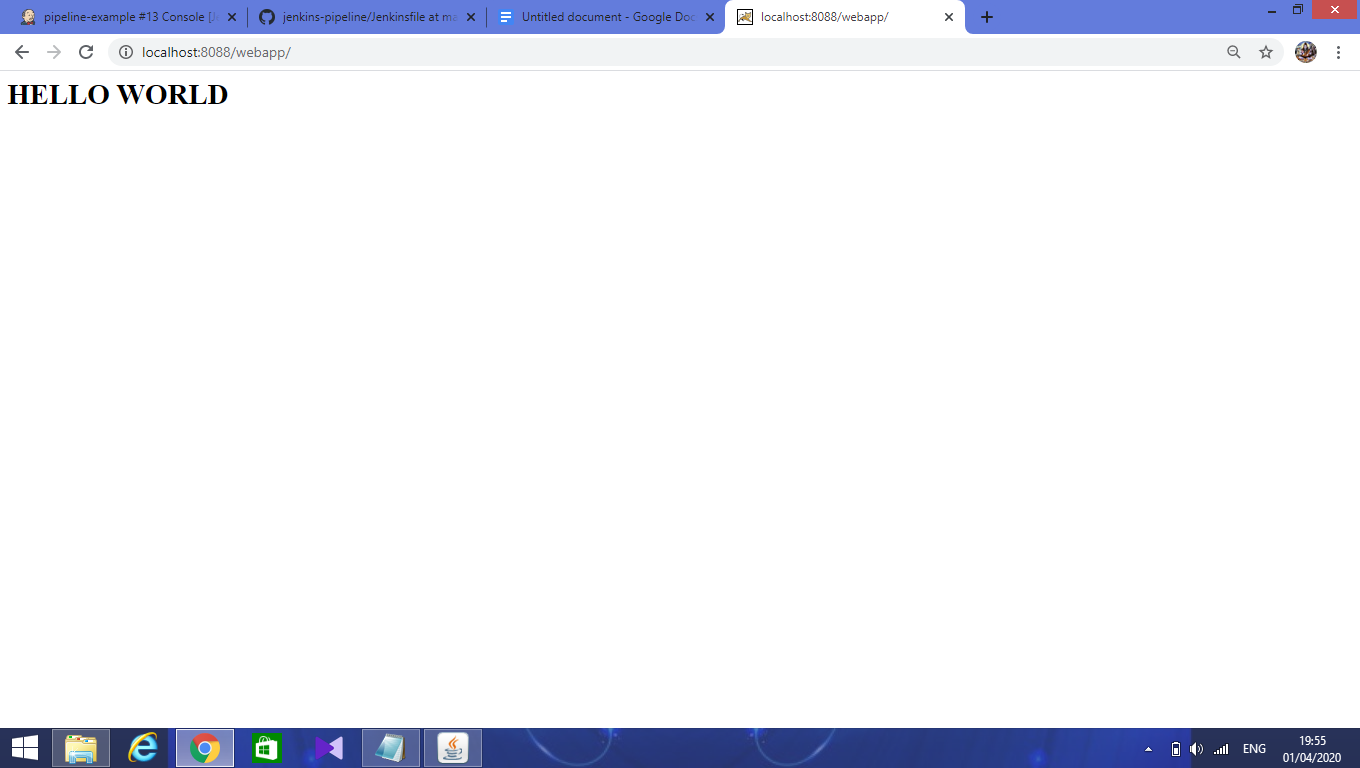 pipeline-example #13 Console [J
jenkins-pipeline/Jenkinsfile at ma
Untitled document - Google Doc
localhost:8088/webapp/
localhost:8088/webapp/
HELLO WORLD
ENG
19:55
01/04/2020